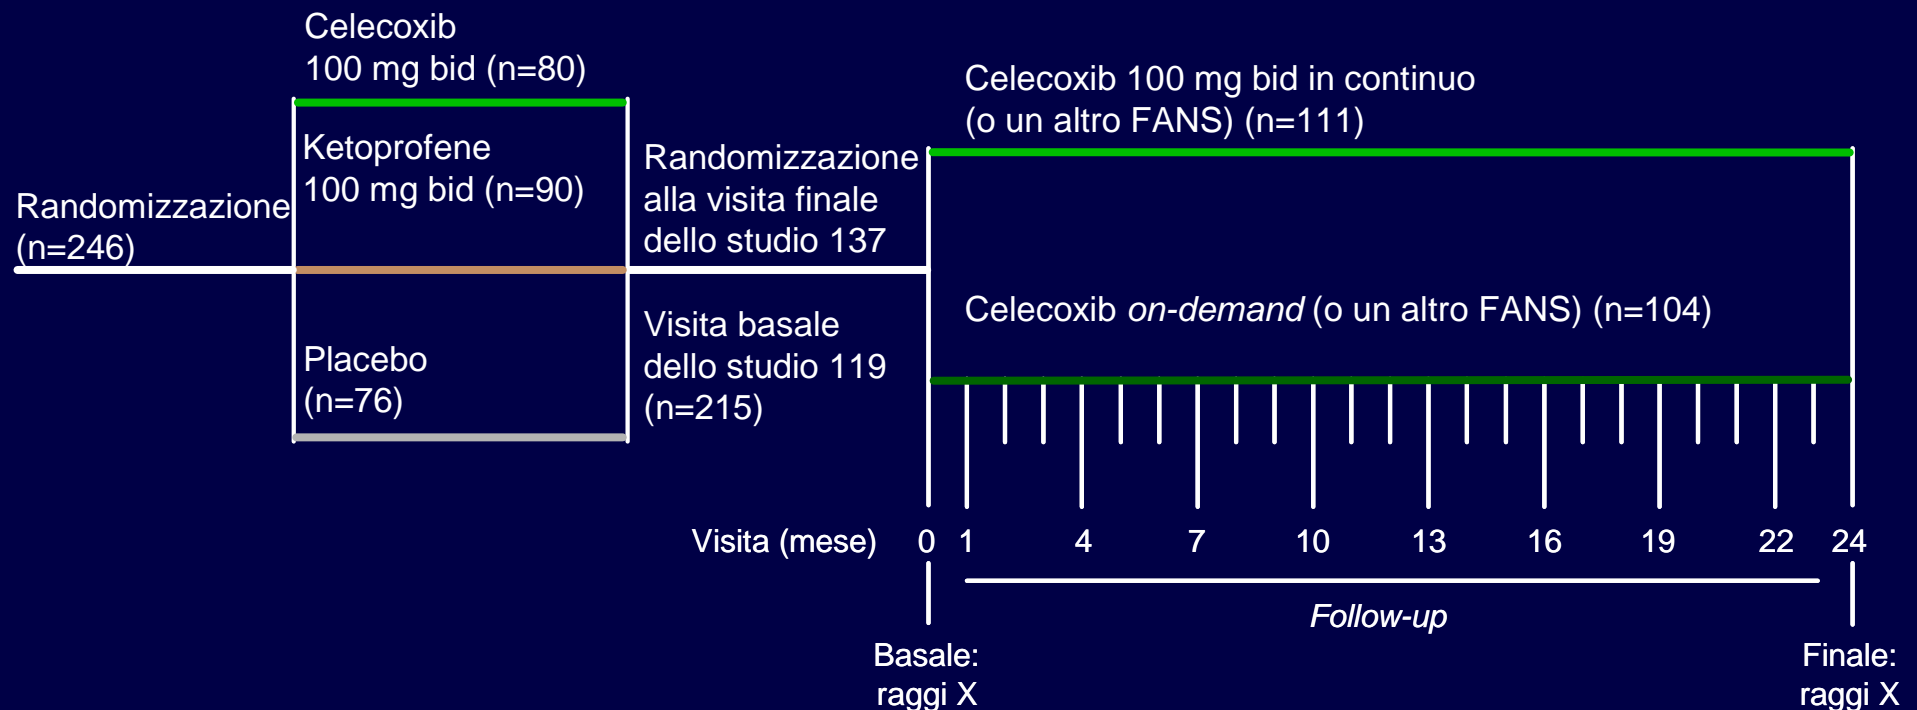 Celecoxib
100 mg bid (n=80)
Ketoprofene
100 mg bid (n=90)
Randomizzazione
(n=246)
Placebo
(n=76)
Randomizzazione
alla visita finale
dello studio 137
Visita basale
dello studio 119
(n=215)
Celecoxib 100 mg bid in continuo
(o un altro FANS) (n=111)
Celecoxib on-demand (o un altro FANS) (n=104)
Visita (mese) 0 1 4 7 10 13 16 19 22 24
Follow-up
Basale:
raggi X
Finale:
raggi X